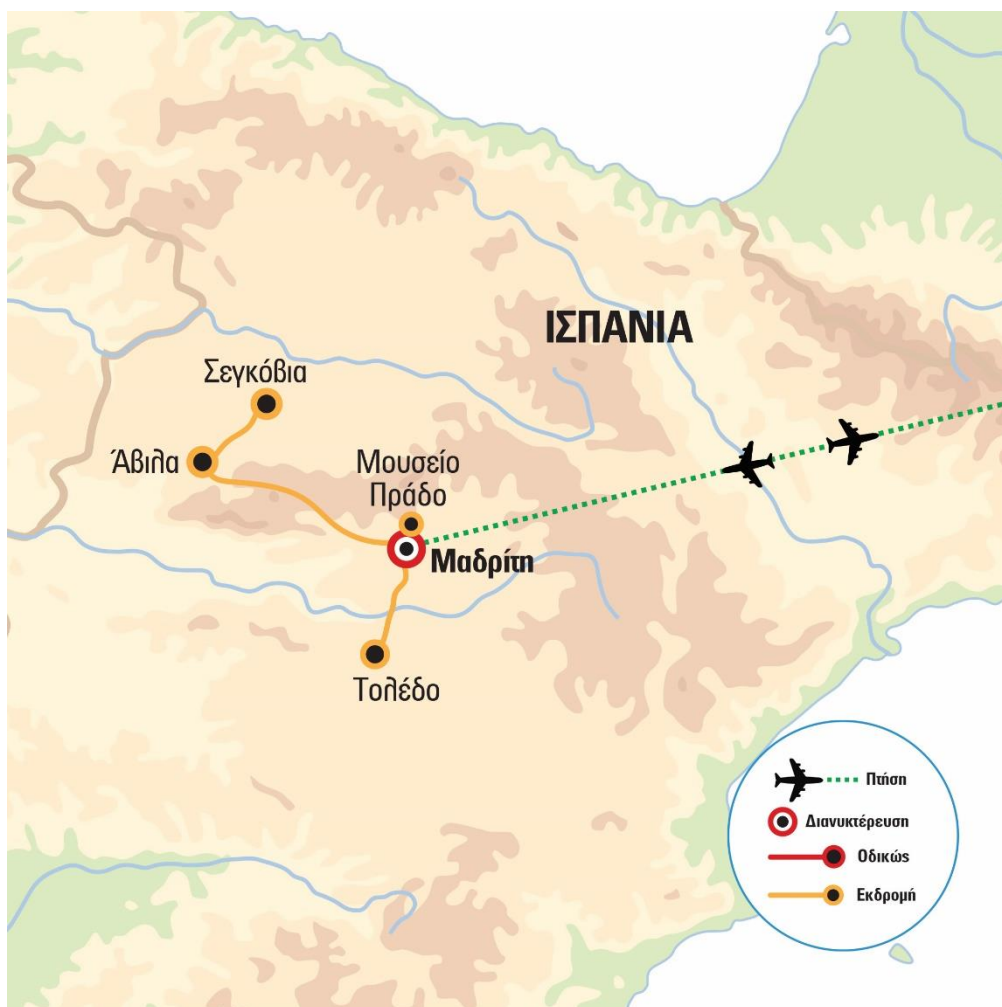 ΙΣΠΑΝΙΑ
Σεγκόβια
Άβιλα
Μουσείο
Πράδο
Μαδρίτη
Τολέδο
Πτήση
Διανυκτέρευση
Οδικώς
Εκδρομή